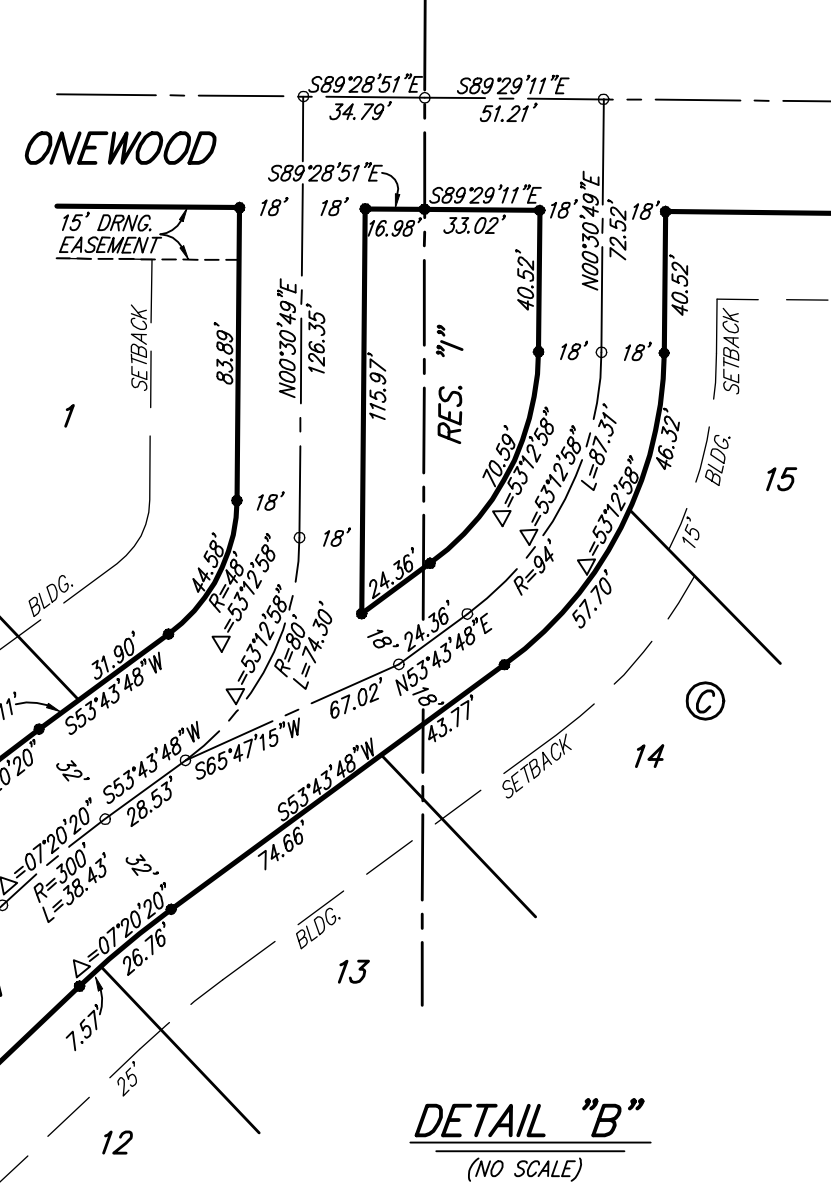 S89°28'51"E
S89°29'11"E
34.79'
51.21'
ONEWOOD
S89°28'51"E
S89°29'11"E
18'
18'
18'
18'
16.98'
33.02'
15' DRNG.
EASEMENT
N00°30'49"E
72.52'
40.52'
40.52'
SETBACK
83.89'
N00°30'49"E
126.35'
115.97'
RES. "I"
18'
18'
SETBACK
BLDG.
15'
1
15
70.59'
△=53°12'58"
△=53°12'58"
L=87.31'
R=94'
46.32'
△=53°12'58"
57.70'
18'
18'
44.58'
R=48'
△=53°12'58"
△=53°12'58"
R=80'
L=74.30'
24.36'
18'
24.36'
N53°43'48"E
18'
67.02'
S65°47'15"W
43.77'
BLDG.
31.90'
S53°43'48"W
11'
20'20"
32'
S53°43'48"W
28.53'
△=07°20'20"
R=300'
L=38.43'
32'
S53°43'48"W
74.66'
SETBACK
BLDG.
C
14
13
△=07°20'20"
26.76'
7.57'
25'
12
DETAIL "B"
(NO SCALE)